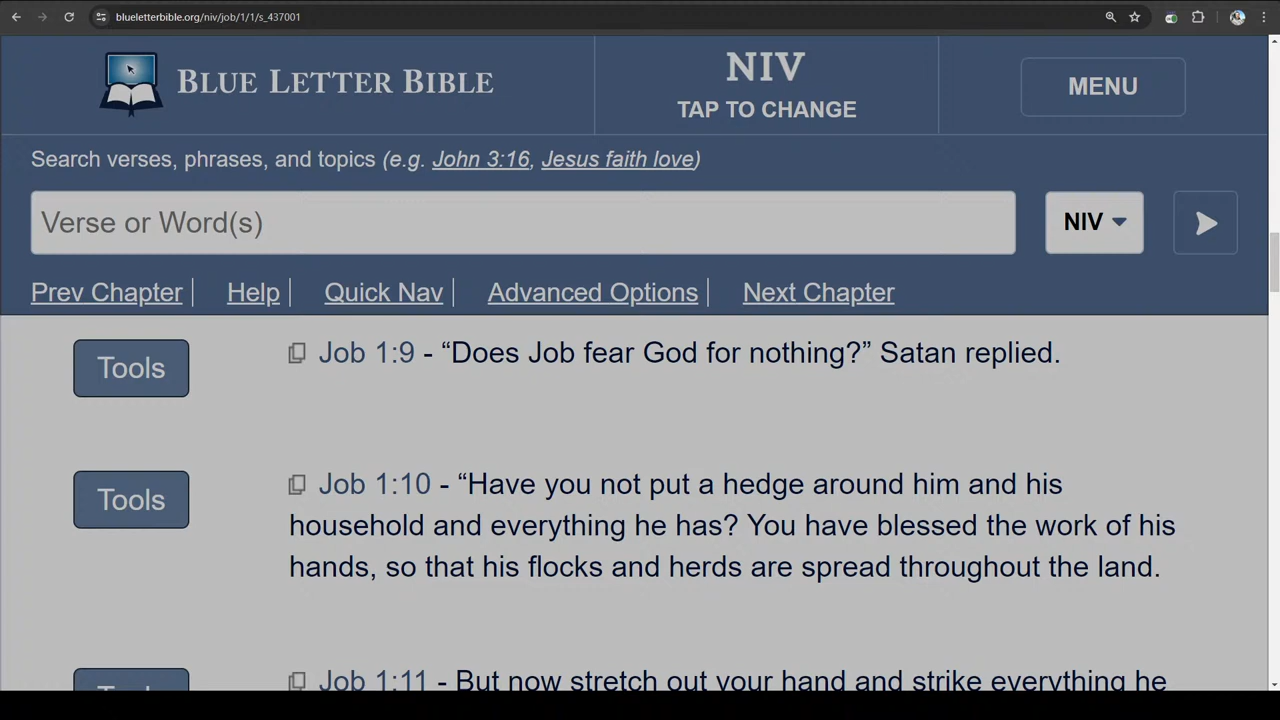 blueletterbible.org/niv/job/1/1/s_437001
BLUE LETTER BIBLE
NIV
TAP TO CHANGE
MENU
Search verses, phrases, and topics (e.g. John 3:16, Jesus faith love)
Verse or Word(s)
NIV
Prev Chapter
Help
Quick Nav
Advanced Options
Next Chapter
Tools
Job 1:9 - “Does Job fear God for nothing?” Satan replied.
Tools
Job 1:10 - “Have you not put a hedge around him and his
household and everything he has? You have blessed the work of his
hands, so that his flocks and herds are spread throughout the land.
Tools
Job 1:11 - But now stretch out your hand and strike everything he